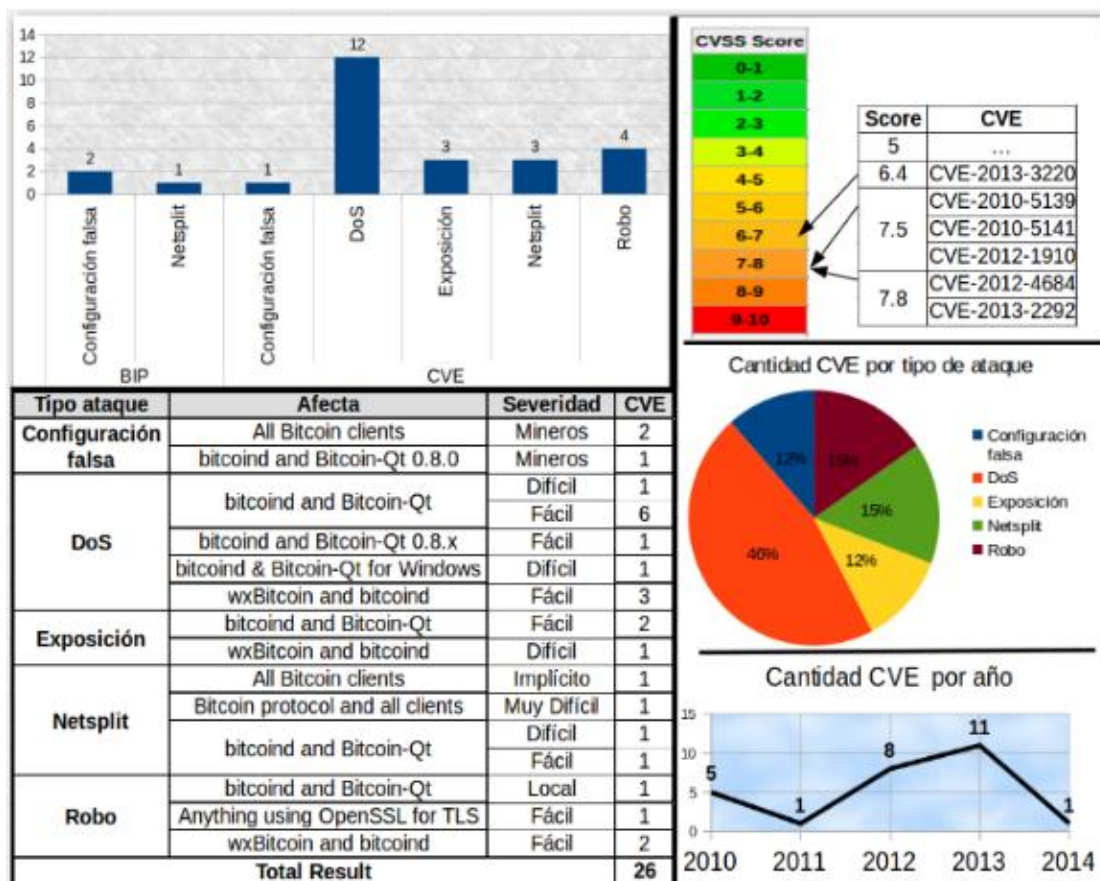 14
12
10
8
6
4
2
0
2
1
1
12
3
3
4
Configuración falsa
Netsplit
Configuración falsa
DoS
Exposición
Netsplit
Robo
BIP CVE
Tipo ataque Afecta Severidad CVE
Configuración falsa All Bitcoin clients Mineros 2
bitcoind and Bitcoin-Qt 0.8.0 Mineros 1
DoS bitcoind and Bitcoin-Qt Difícil 1
Fácil 6
bitcoind and Bitcoin-Qt 0.8.x Fácil 1
bitcoind & Bitcoin-Qt for Windows Difícil 1
wxBitcoin and bitcoind Fácil 3
Exposición bitcoind and Bitcoin-Qt Fácil 2
wxBitcoin and bitcoind Difícil 1
Netsplit All Bitcoin clients Implícito 1
Bitcoin protocol and all clients Muy Difícil 1
bitcoind and Bitcoin-Qt Difícil 1
Fácil 1
Robo bitcoind and Bitcoin-Qt Local 1
Anything using OpenSSL for TLS Fácil 1
wxBitcoin and bitcoind Fácil 2
Total Result 26
CVSS Score
0-1
1-2
2-3
3-4
4-5
5-6
6-7
7-8
8-9
9-10
Score CVE
5 ...
6.4 CVE-2013-3220
7.5 CVE-2010-5139
CVE-2010-5141
CVE-2012-1910
7.8 CVE-2012-4684
CVE-2013-2292
Cantidad CVE por tipo de ataque
12%
15%
15%
12%
46%
Configuración
falsa
DoS
Exposición
Netsplit
Robo
Cantidad CVE por año
15
10
5
0
5
1
8
11
1
2010 2011 2012 2013 2014